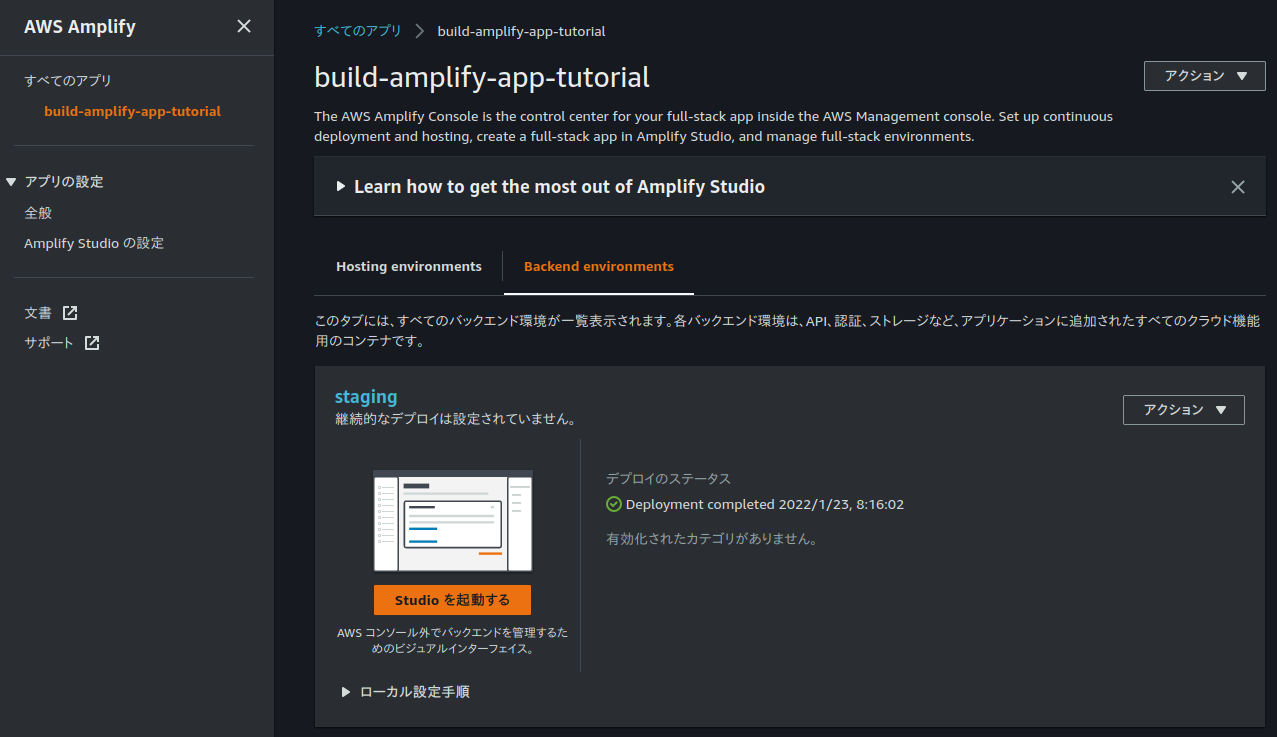 AWS Amplify
すべてのアプリ
build-amplify-app-tutorial
アプリの設定
全般
Amplify Studio の設定
文書
サポート
すべてのアプリ
build-amplify-app-tutorial
build-amplify-app-tutorial
アクション
The AWS Amplify Console is the control center for your full-stack app inside the AWS Management console. Set up continuous
deployment and hosting, create a full-stack app in Amplify Studio, and manage full-stack environments.
Learn how to get the most out of Amplify Studio
Hosting environments
Backend environments
このタブには、すべてのバックエンド環境が一覧表示されます。各バックエンド環境は、API、認証、ストレージなど、アプリケーションに追加されたすべてのクラウド機能
用のコンテナです。
staging
継続的なデプロイは設定されていません。
アクション
Studio を起動する
AWS コンソール外でバックエンドを管理するた
めのビジュアルインターフェイス。
デプロイのステータス
Deployment completed 2022/1/23, 8:16:02
有効化されたカテゴリがありません。
ローカル設定手順